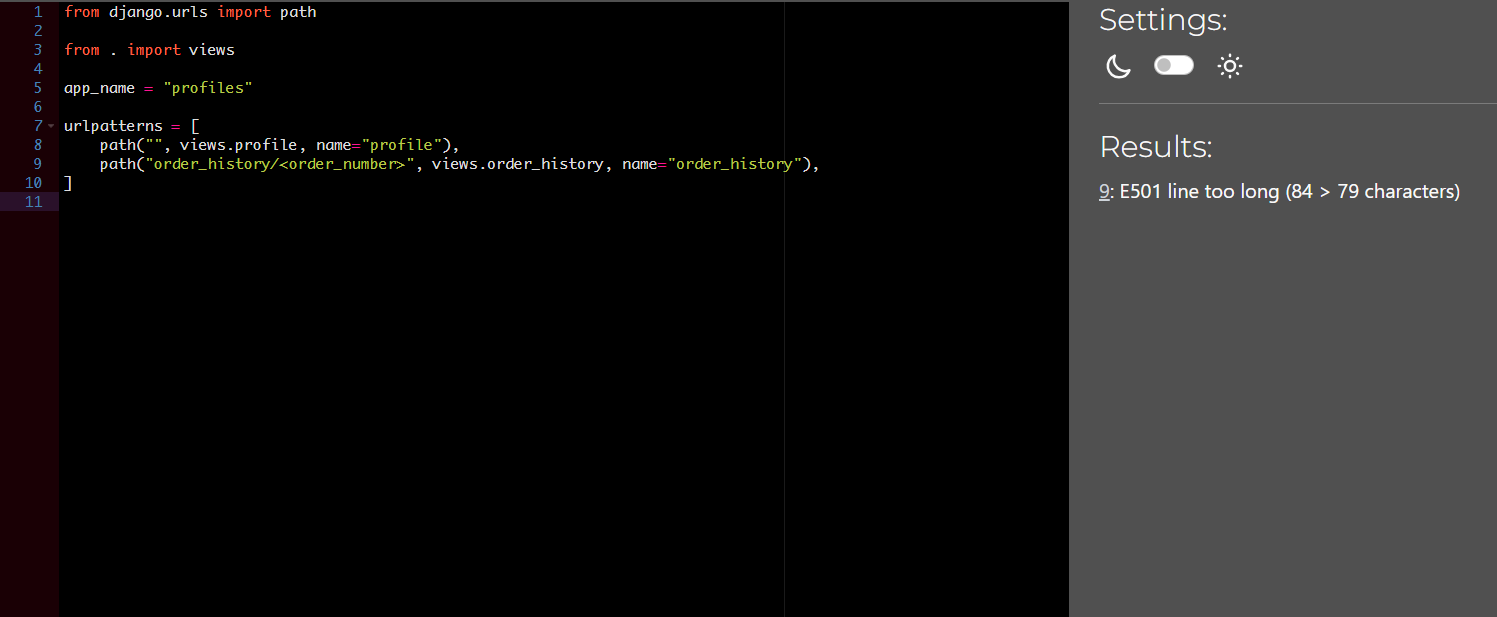 1 from django.urls import path
2
3 from . import views
4
5 app_name = "profiles"
6
7 urlpatterns = [
8     path("", views.profile, name="profile"),
9     path("order_history/<order_number>", views.order_history, name="order_history"),
10 ]
11
Settings:
Results:
9: E501 line too long (84 > 79 characters)